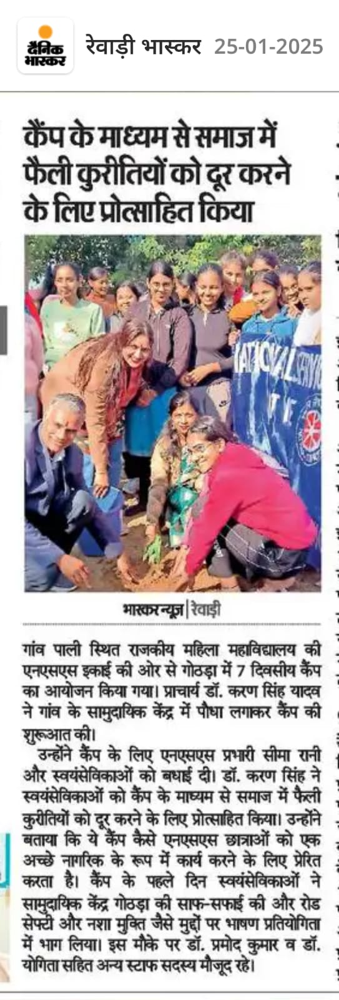 दैनिक
भास्कर
रेवाड़ी भास्कर 25-01-2025
कैंप के माध्यम से समाज में
फैली कुरीतियों को दूर करने
के लिए प्रोत्साहित किया
NATIONAL SERVI
भास्कर न्यूज | रेवाड़ी
गांव पाली स्थित राजकीय महिला महाविद्यालय की
एनएसएस इकाई की ओर से गोठड़ा में 7 दिवसीय कैंप
का आयोजन किया गया। प्राचार्य डॉ. करण सिंह यादव
ने गांव के सामुदायिक केंद्र में पौधा लगाकर कैंप की
शुरूआत की।
उन्होंने कैंप के लिए एनएसएस प्रभारी सीमा रानी
और स्वयंसेविकाओं को बधाई दी। डॉ. करण सिंह ने
स्वयंसेविकाओं को कैंप के माध्यम से समाज में फैली
कुरीतियों को दूर करने के लिए प्रोत्साहित किया। उन्होंने
बताया कि ये कैंप कैसे एनएसएस छात्राओं को एक
अच्छे नागरिक के रूप में कार्य करने के लिए प्रेरित
करता है। कैंप के पहले दिन स्वयंसेविकाओं ने
सामुदायिक केंद्र गोठड़ा की साफ-सफाई की और रोड
सेफ्टी और नशा मुक्ति जैसे मुद्दों पर भाषण प्रतियोगिता
में भाग लिया। इस मौके पर डॉ. प्रमोद कुमार व डॉ.
योगिता सहित अन्य स्टाफ सदस्य मौजूद रहे।